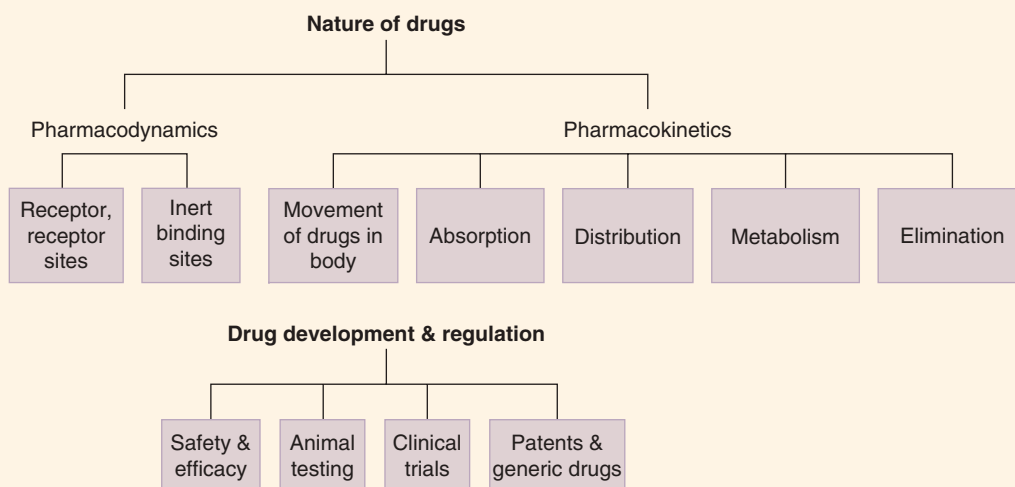 Nature of drugs
Pharmacodynamics
Pharmacokinetics
Receptor,
receptor
sites
Inert
binding
sites
Movement
of drugs in
body
Absorption
Distribution
Metabolism
Elimination
Drug development & regulation
Safety &
efficacy
Animal
testing
Clinical
trials
Patents &
generic drugs